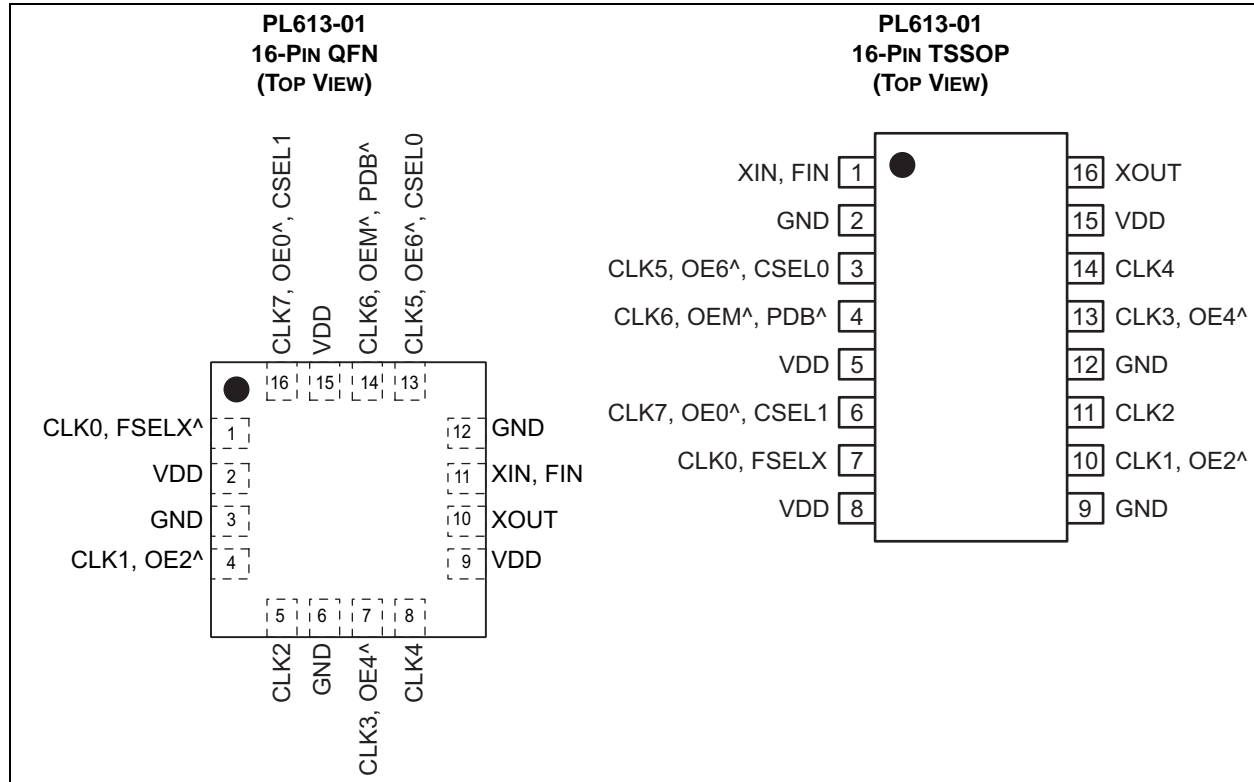 PL613-01
16-PIN QFN
(TOP VIEW)
CLK7, OE0^, CSEL1
VDD
CLK6, OEM^, PDB^
CLK5, OE6^, CSEL0
16
15
14
13
CLK0, FSELX^
1
VDD
2
GND
3
CLK1, OE2^
4
12
GND
11
XIN, FIN
10
XOUT
9
VDD
5
6
7
8
CLK2
GND
CLK3, OE4^
CLK4
PL613-01
16-PIN TSSOP
(TOP VIEW)
XIN, FIN
1
GND
2
CLK5, OE6^, CSEL0
3
CLK6, OEM^, PDB^
4
VDD
5
CLK7, OE0^, CSEL1
6
CLK0, FSELX
7
VDD
8
16
XOUT
15
VDD
14
CLK4
13
CLK3, OE4^
12
GND
11
CLK2
10
CLK1, OE2^
9
GND